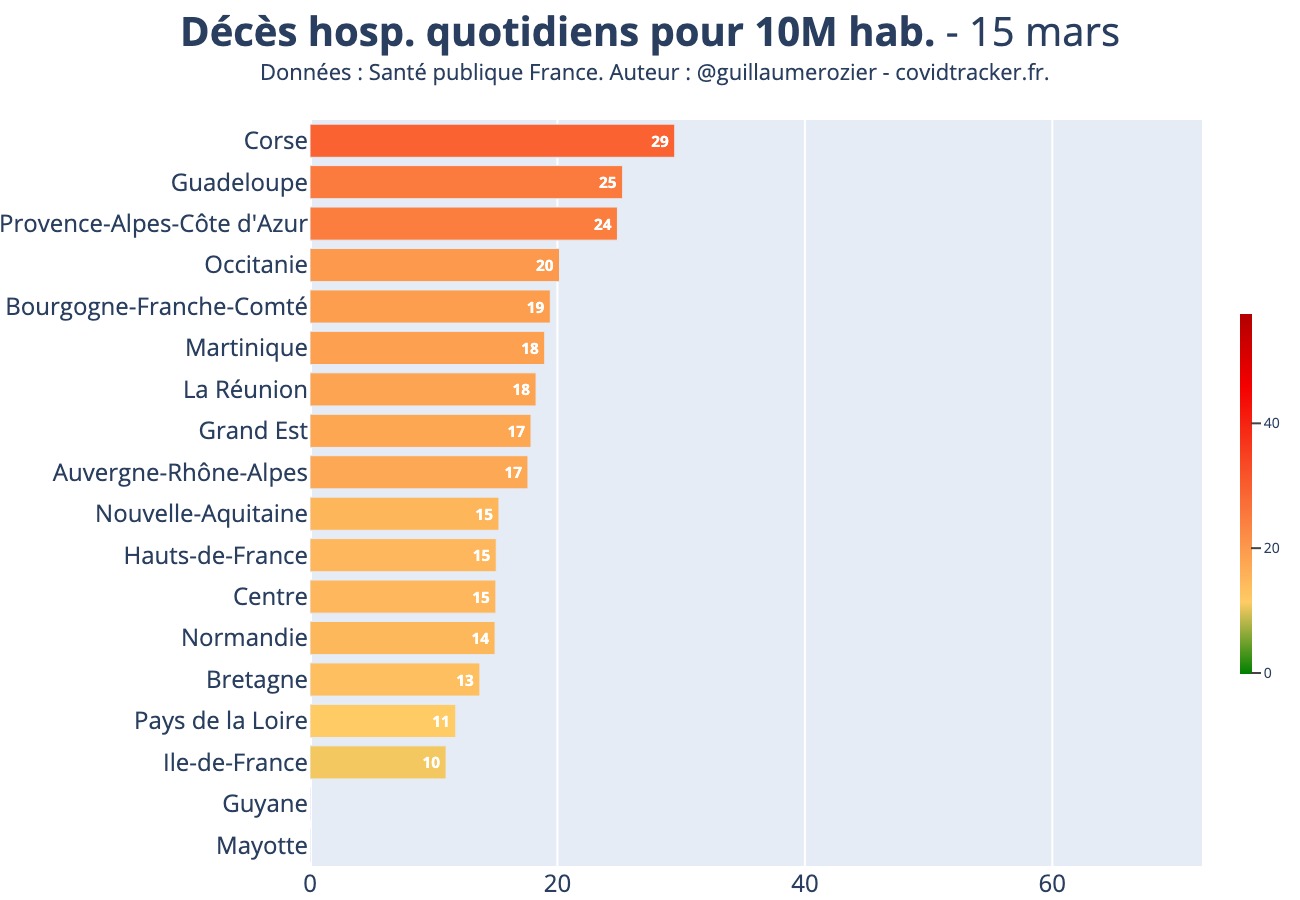 Décès hosp. quotidiens pour 10M hab. - 15 mars
Données : Santé publique France. Auteur : @guillaumerozier - covidtracker.fr.
Corse 29
Guadeloupe 25
Provence-Alpes-Côte d'Azur 24
Occitanie 20
Bourgogne-Franche-Comté 19
Martinique 18
La Réunion 18
Grand Est 17
Auvergne-Rhône-Alpes 17
Nouvelle-Aquitaine 15
Hauts-de-France 15
Centre 15
Normandie 14
Bretagne 13
Pays de la Loire 11
Ile-de-France 10
Guyane
Mayotte
0 20 40 60
40
20
0